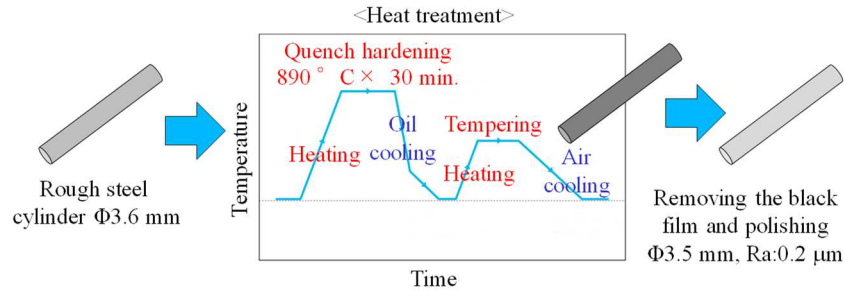 <Heat treatment>
Quench hardening
890° C × 30 min.
Temperature
Heating
Oil
cooling
Tempering
Heating
Air
cooling
Time
Rough steel
cylinder Φ3.6 mm
Removing the black
film and polishing
Φ3.5 mm, Ra:0.2 μm